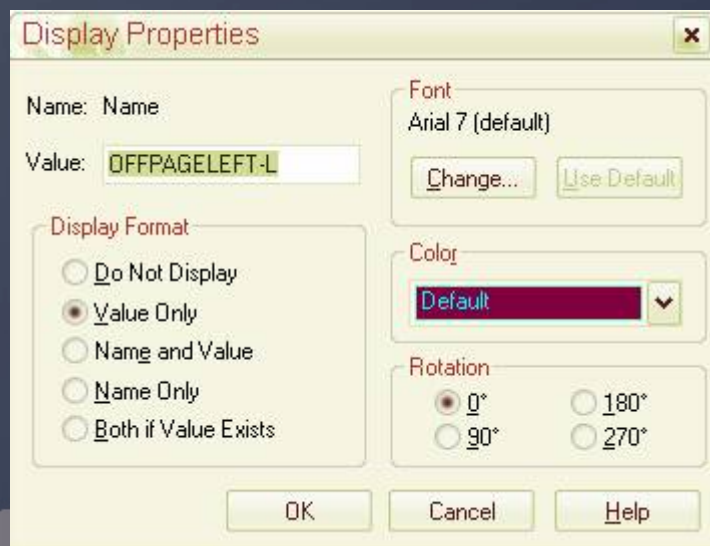 Display Properties
Name: Name
Value: OFFPAGELEFT-L
Display Format
Do Not Display
Value Only
Name and Value
Name Only
Both if Value Exists
Font
Arial 7 (default)
Change...
Use Default
Color
Default
Rotation
0° 180°
90° 270°
OK Cancel Help